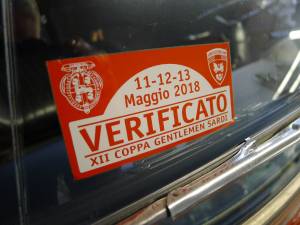 11-12-13
Maggio 2018
VERIFICATO
XII COPPA GENTLEMEN SARDI